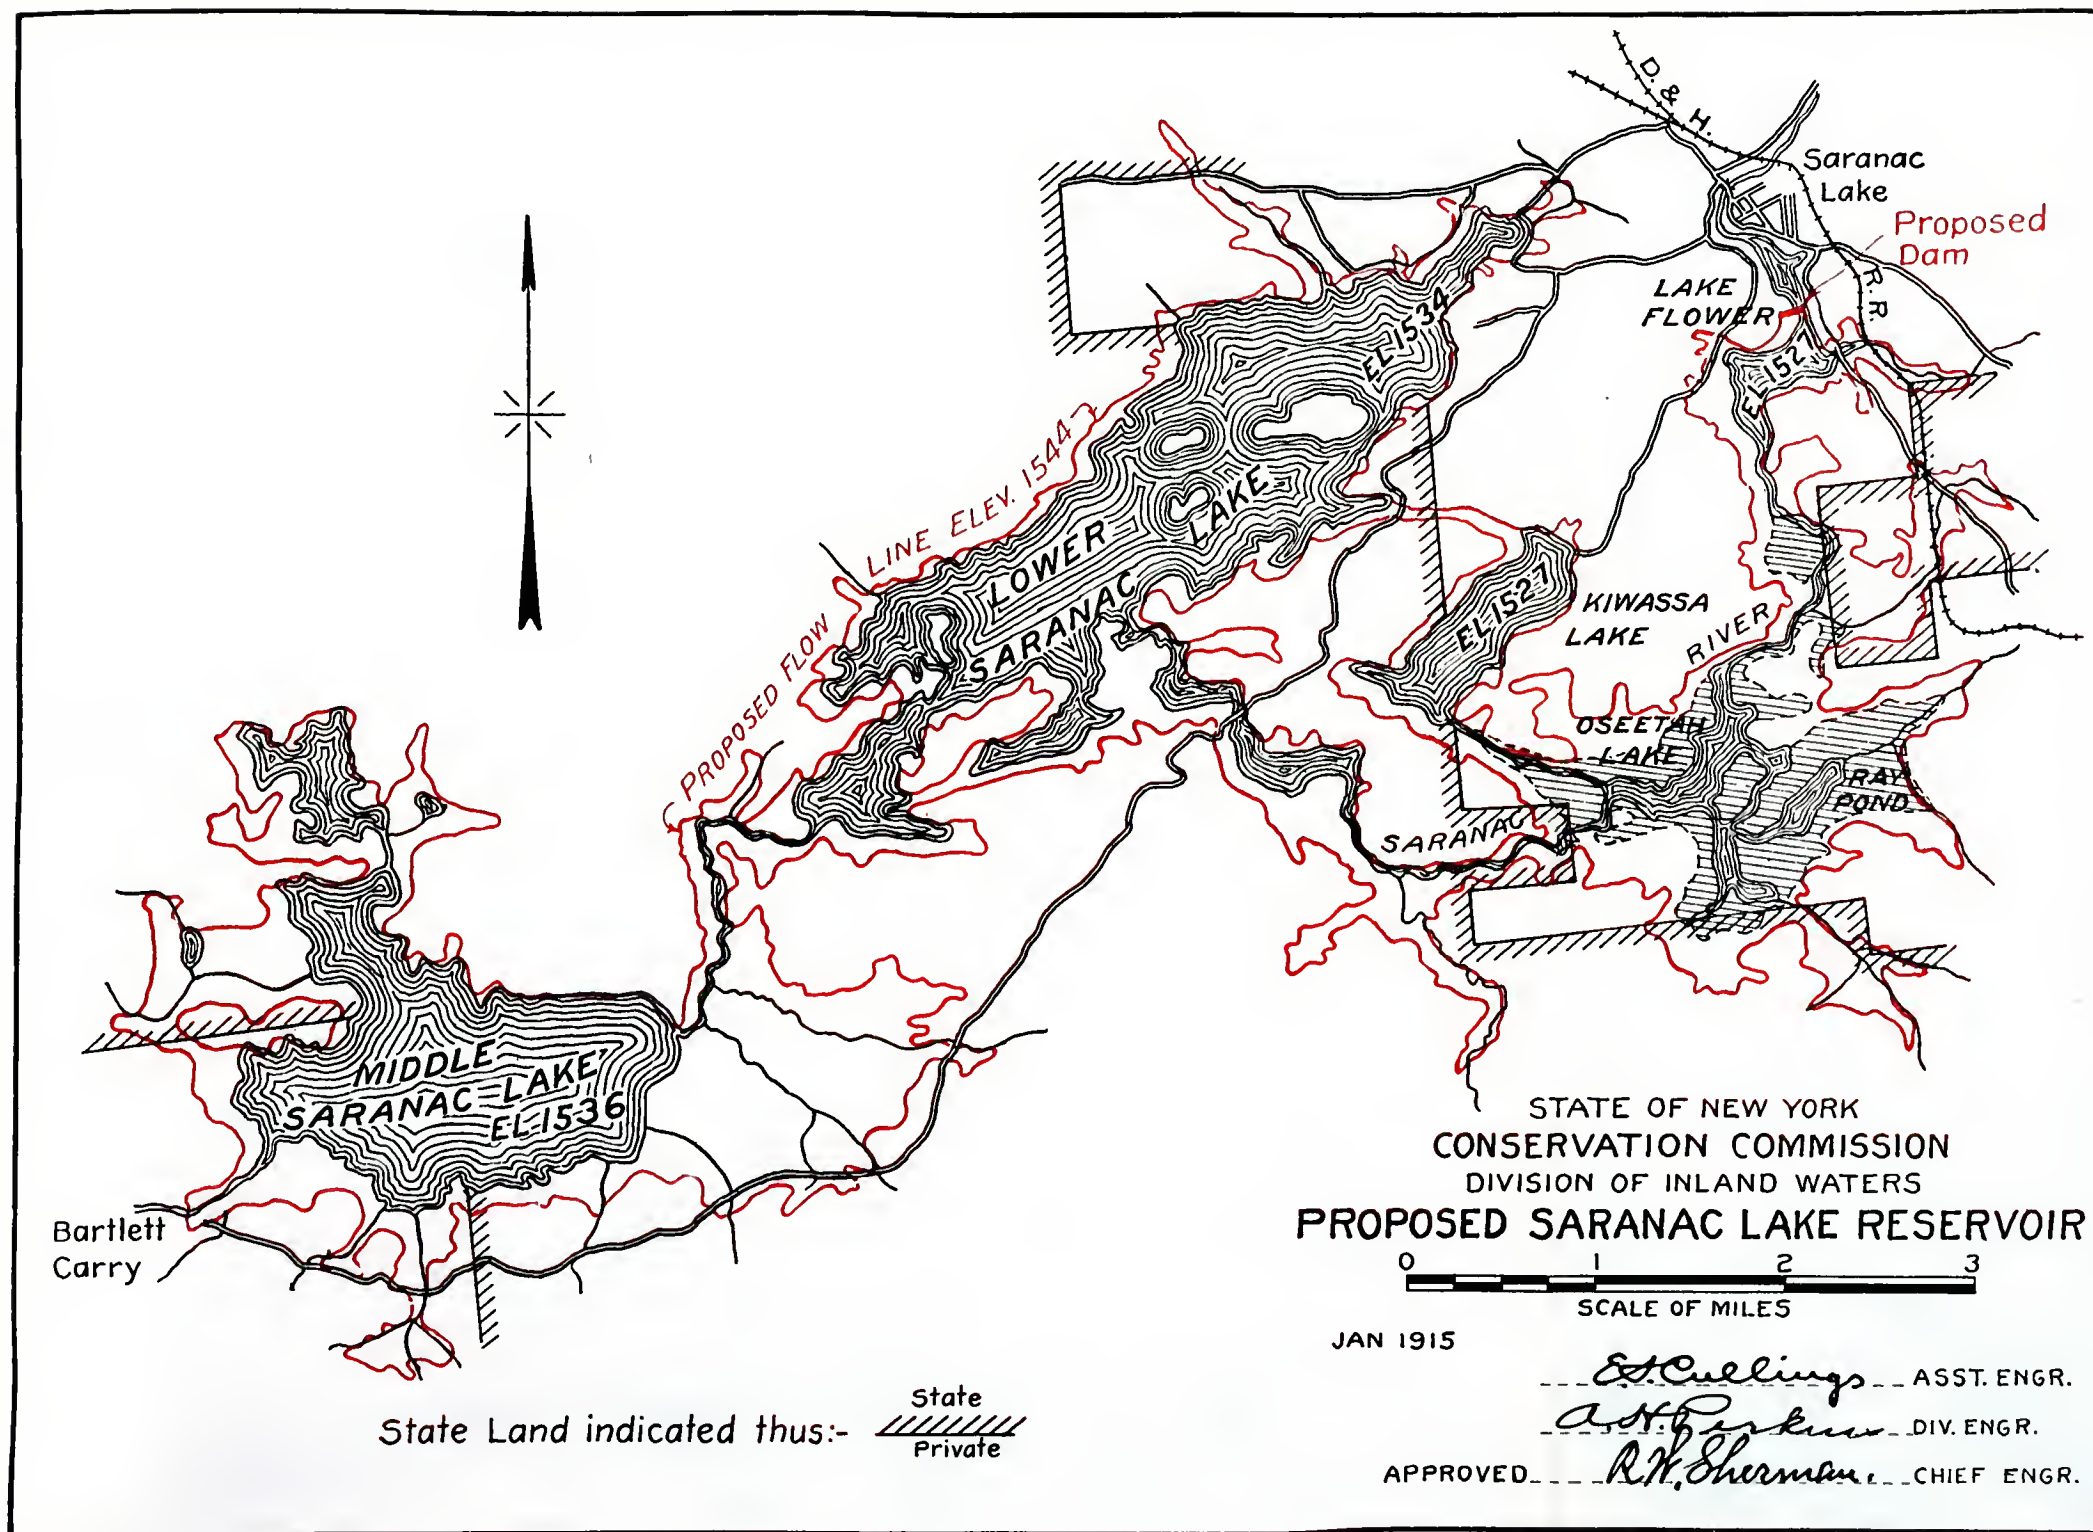 D. & H.
R. R.
Saranac
Lake
Proposed
Dam
LAKE
FLOWER
EL 1527
EL 1534
PROPOSED FLOW LINE ELEV. 1544
LOWER
SARANAC
LAKE
EL 1527
KIWASSA
LAKE
RIVER
OSEETAH
LAKE
RAY
POND
SARANAC
MIDDLE
SARANAC LAKE
EL 1536
Bartlett
Carry
STATE OF NEW YORK
CONSERVATION COMMISSION
DIVISION OF INLAND WATERS
PROPOSED SARANAC LAKE RESERVOIR
0 1 2 3
SCALE OF MILES
JAN 1915
E.S. Cullings ASST. ENGR.
A.H. Perkins DIV. ENGR.
APPROVED R.W. Sherman. CHIEF ENGR.
State Land indicated thus:-
State
Private